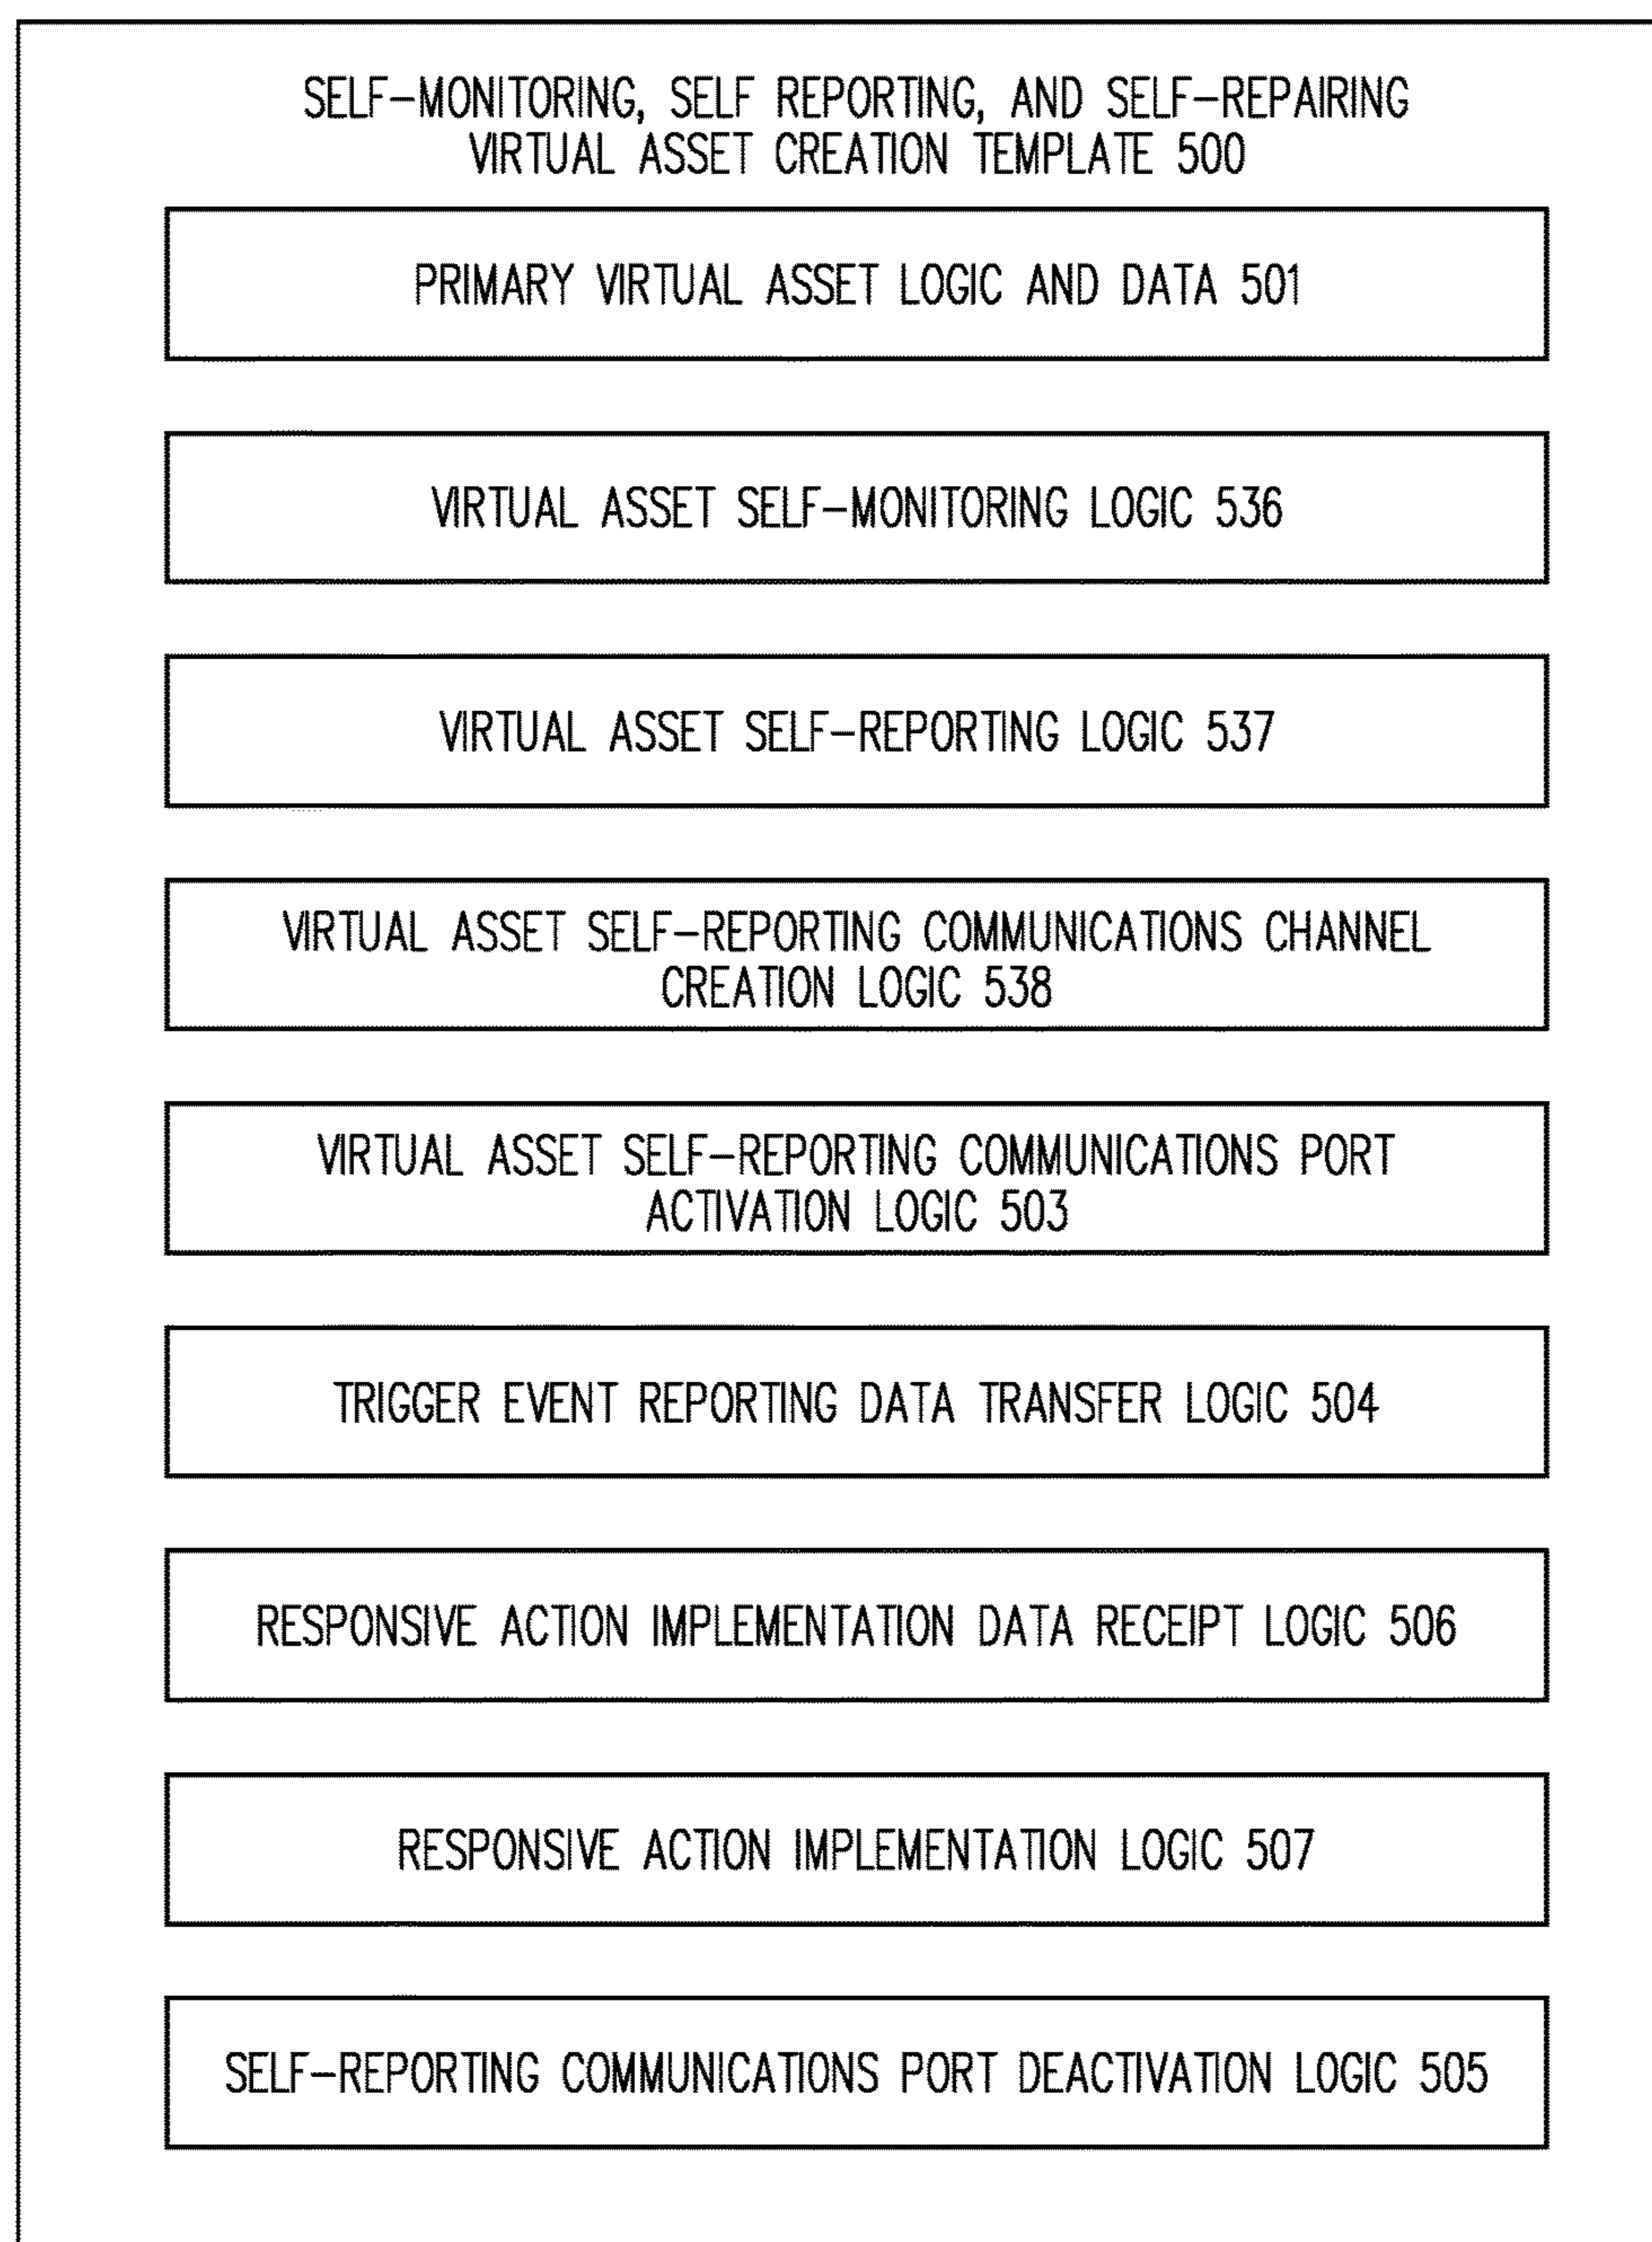 SELF-MONITORING, SELF REPORTING, AND SELF-REPAIRING
VIRTUAL ASSET CREATION TEMPLATE 500
PRIMARY VIRTUAL ASSET LOGIC AND DATA 501
VIRTUAL ASSET SELF-MONITORING LOGIC 536
VIRTUAL ASSET SELF-REPORTING LOGIC 537
VIRTUAL ASSET SELF-REPORTING COMMUNICATIONS CHANNEL
CREATION LOGIC 538
VIRTUAL ASSET SELF-REPORTING COMMUNICATIONS PORT
ACTIVATION LOGIC 503
TRIGGER EVENT REPORTING DATA TRANSFER LOGIC 504
RESPONSIVE ACTION IMPLEMENTATION DATA RECEIPT LOGIC 506
RESPONSIVE ACTION IMPLEMENTATION LOGIC 507
SELF-REPORTING COMMUNICATIONS PORT DEACTIVATION LOGIC 505